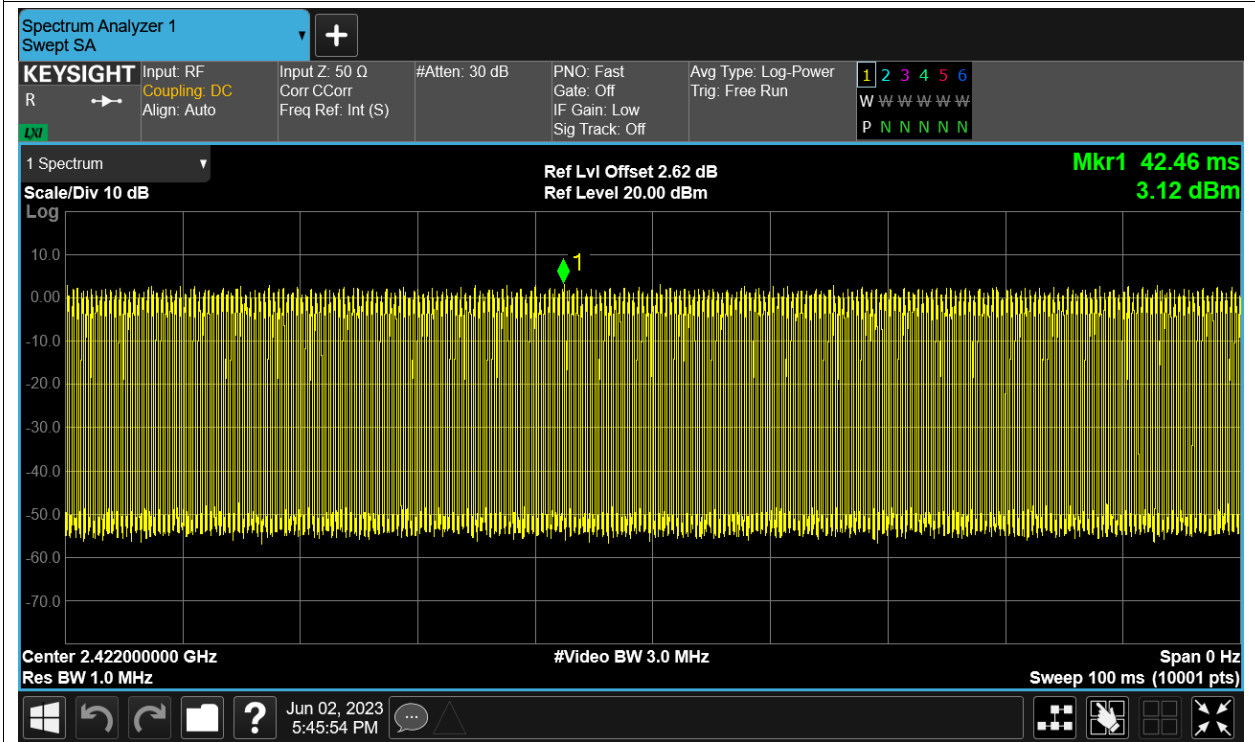 Spectrum Analyzer 1
Swept SA
KEYSIGHT
R
LXI
Input: RF
Coupling: DC
Align: Auto
Input Z: 50 Ω
Corr CCorr
Freq Ref: Int (S)
#Atten: 30 dB
PNO: Fast
Gate: Off
IF Gain: Low
Sig Track: Off
Avg Type: Log-Power
Trig: Free Run
1 2 3 4 5 6
W W W W W W
P N N N N N
1 Spectrum
Scale/Div 10 dB
Log
Ref Lvl Offset 2.62 dB
Ref Level 20.00 dBm
Mkr1 42.46 ms
3.12 dBm
10.0
1
0.00
-10.0
-20.0
-30.0
-40.0
-50.0
-60.0
-70.0
Center 2.422000000 GHz
Res BW 1.0 MHz
#Video BW 3.0 MHz
Span 0 Hz
Sweep 100 ms (10001 pts)
?
Jun 02, 2023
5:45:54 PM